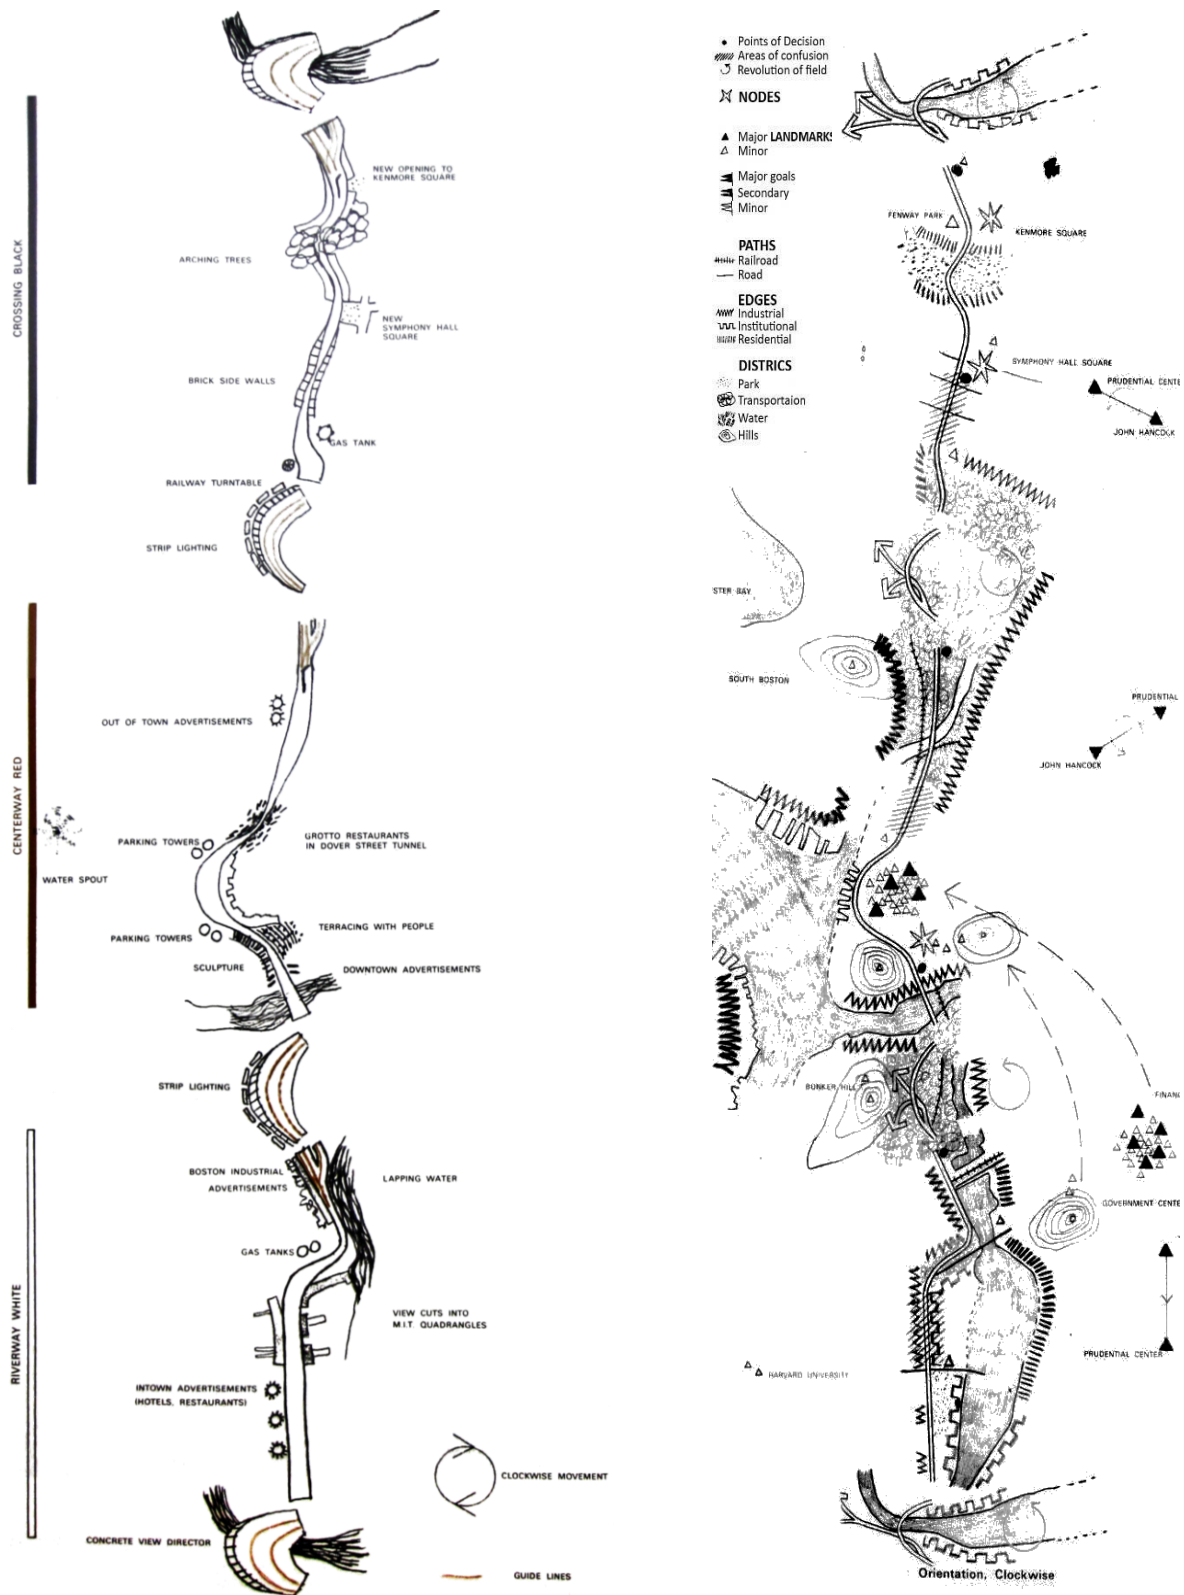 CROSSING BLACK
NEW OPENING TO
KENMORE SQUARE
ARCHING TREES
NEW
SYMPHONY HALL
SQUARE
BRICK SIDE WALLS
GAS TANK
RAILWAY TURNTABLE
STRIP LIGHTING
CENTERWAY RED
OUT OF TOWN ADVERTISEMENTS
PARKING TOWERS
GROTTO RESTAURANTS
IN DOVER STREET TUNNEL
WATER SPOUT
TERRACING WITH PEOPLE
PARKING TOWERS
SCULPTURE
DOWNTOWN ADVERTISEMENTS
STRIP LIGHTING
RIVERWAY WHITE
BOSTON INDUSTRIAL
ADVERTISEMENTS
LAPPING WATER
GAS TANKS
VIEW CUTS INTO
M.I.T. QUADRANGLES
INTOWN ADVERTISEMENTS
(HOTELS, RESTAURANTS)
CLOCKWISE MOVEMENT
CONCRETE VIEW DIRECTOR
GUIDE LINES
Points of Decision
Areas of confusion
Revolution of field
NODES
Major LANDMARKS
Minor
Major goals
Secondary
Minor
PATHS
Railroad
Road
EDGES
Industrial
Institutional
Residential
DISTRICS
Park
Transportaion
Water
Hills
FENWAY PARK
KENMORE SQUARE
SYMPHONY HALL SQUARE
PRUDENTIAL CENTE
JOHN HANCOCK
STER BAY
SOUTH BOSTON
PRUDENTIAL
JOHN HANCOCK
BUNKER HILL
FINANC
GOVERNMENT CENTE
PRUDENTIAL CENTER
HARVARD UNIVERSITY
Orientation, Clockwise